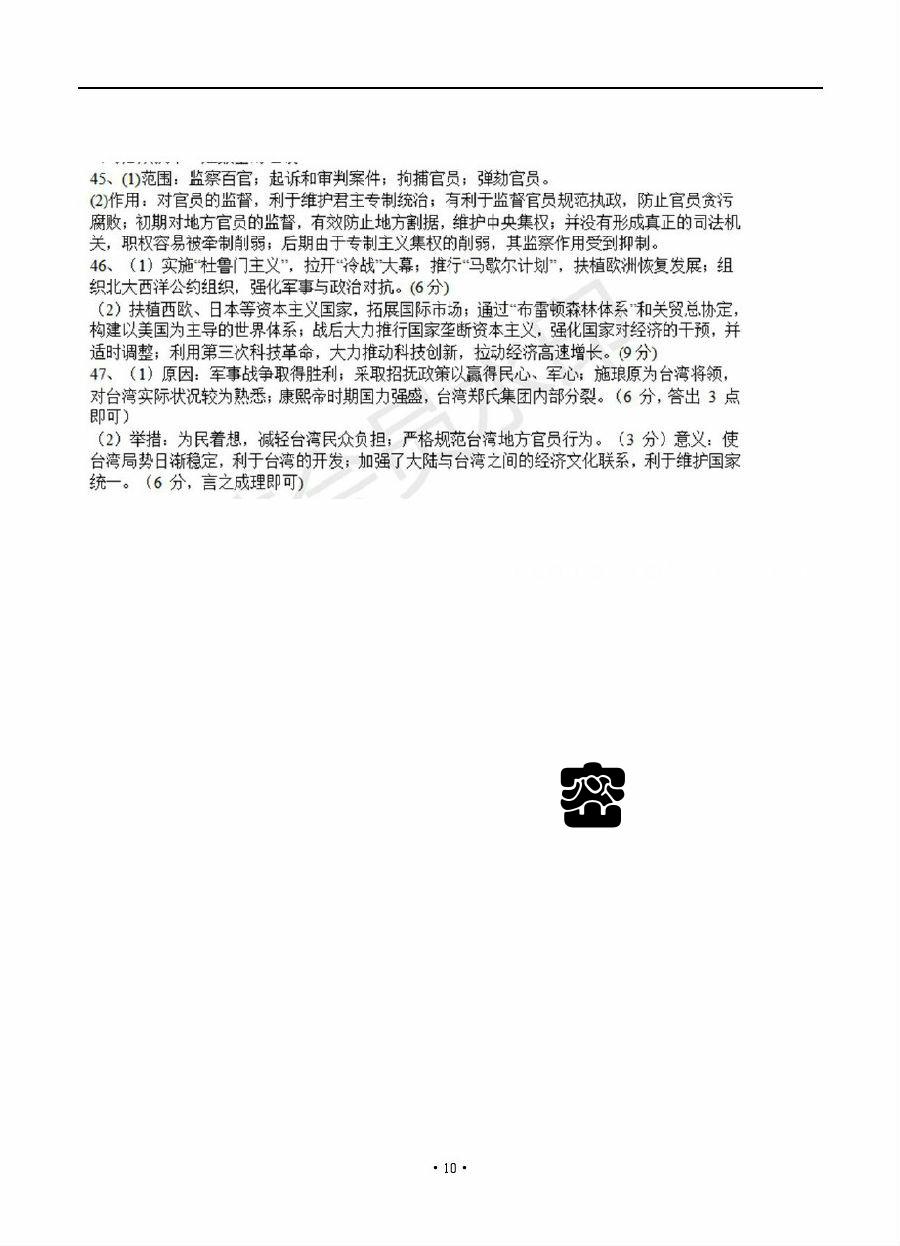 45、(1)范围：监察百官；起诉和审判案件；拘捕官员；弹劾官员。
(2)作用：对官员的监督，利于维护君主专制统治；有利于监督官员规范执政，防止官员贪污
腐败；初期对地方官员的监督，有效防止地方割据，维护中央集权；并没有形成真正的司法机
关，职权容易被牵制削弱；后期由于专制主义集权的削弱，其监察作用受到抑制。
46、（1）实施“杜鲁门主义”，拉开“冷战”大幕；推行“马歇尔计划”，扶植欧洲恢复发展；组
织北大西洋公约组织，强化军事与政治对抗。(6分)
（2）扶植西欧、日本等资本主义国家，拓展国际市场；通过“布雷顿森林体系”和关贸总协定，
构建以美国为主导的世界体系；战后大力推行国家垄断资本主义，强化国家对经济的干预，并
适时调整；利用第三次科技革命，大力推动科技创新，拉动经济高速增长。(9分)
47、（1）原因：军事战争取得胜利；采取招抚政策以赢得民心、军心；施琅原为台湾将领，
对台湾实际状况较为熟悉；康熙帝时期国力强盛，台湾郑氏集团内部分裂。（6 分，答出 3 点
即可）
（2）举措：为民着想，减轻台湾民众负担；严格规范台湾地方官员行为。（3 分）意义：使
台湾局势日渐稳定，利于台湾的开发；加强了大陆与台湾之间的经济文化联系，利于维护国家
统一。（6 分，言之成理即可)
·10·